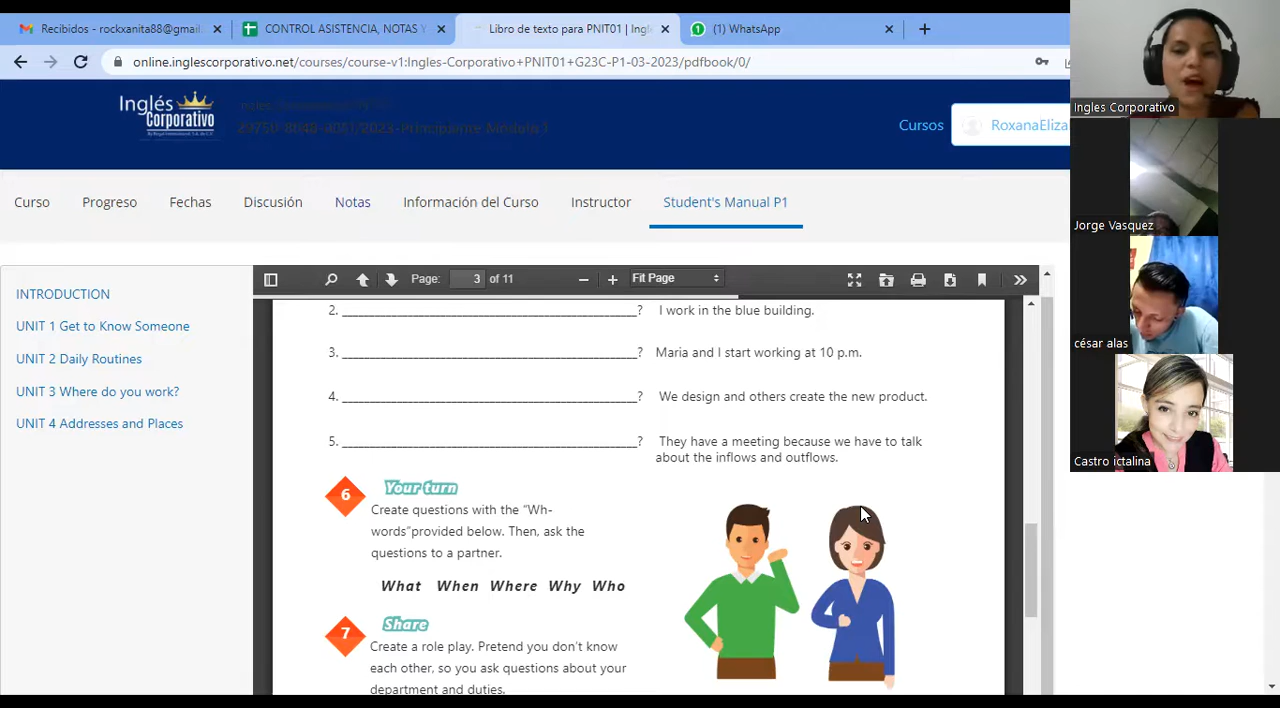 Recibidos - rockxanita88@gmail
CONTROL ASISTENCIA, NOTAS Y
Libro de texto para PNIT01 | Ingl
(1) WhatsApp
online.inglescorporativo.net/courses/course-v1:Ingles-Corporativo+PNIT01+G23C-P1-03-2023/pdfbook/0/
Inglés
Corporativo
Cursos
RoxanaEliza
Curso
Progreso
Fechas
Discusión
Notas
Información del Curso
Instructor
Student's Manual P1
INTRODUCTION
UNIT 1 Get to Know Someone
UNIT 2 Daily Routines
UNIT 3 Where do you work?
UNIT 4 Addresses and Places
Page: 3 of 11
Fit Page
2. ? I work in the blue building.
3. ? Maria and I start working at 10 p.m.
4. ? We design and others create the new product.
5. ? They have a meeting because we have to talk
about the inflows and outflows.
6 Your turn
Create questions with the “Wh-
words”provided below. Then, ask the
questions to a partner.
What When Where Why Who
7 Share
Create a role play. Pretend you don’t know
each other, so you ask questions about your
department and duties.
Ingles Corporativo
Jorge Vasquez
césar alas
Castro ictalina